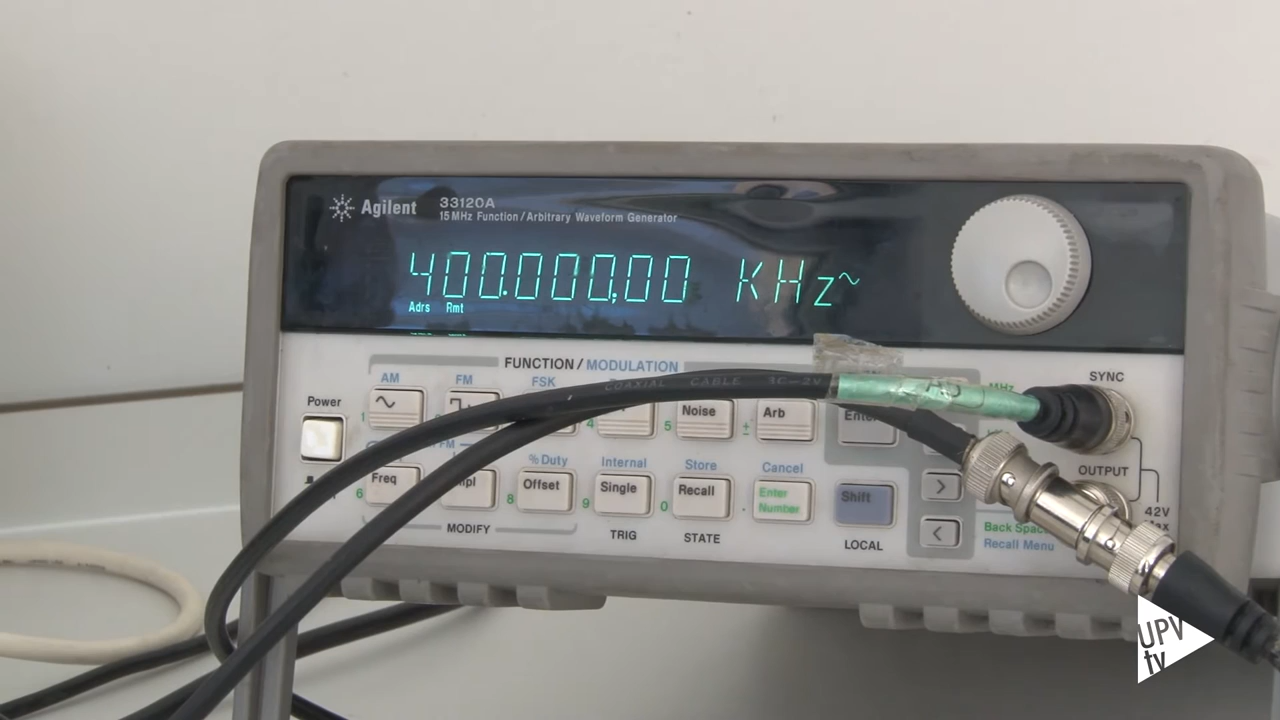 Agilent
33120A
15 MHz Function / Arbitrary Waveform Generator
400.000,00 KHz~
Adrs Rmt
FUNCTION / MODULATION
AM FM FSK
Power
1 4 5 Noise ± Arb
COAXIAL CABLE 3C-2V
MHz
SYNC
% Duty Internal Store Cancel
OUTPUT
6 Freq 8 Offset 9 Single 0 Recall . Enter Number
Shift > <
MODIFY TRIG STATE LOCAL
42V
Back Space
Recall Menu
UPV
tv